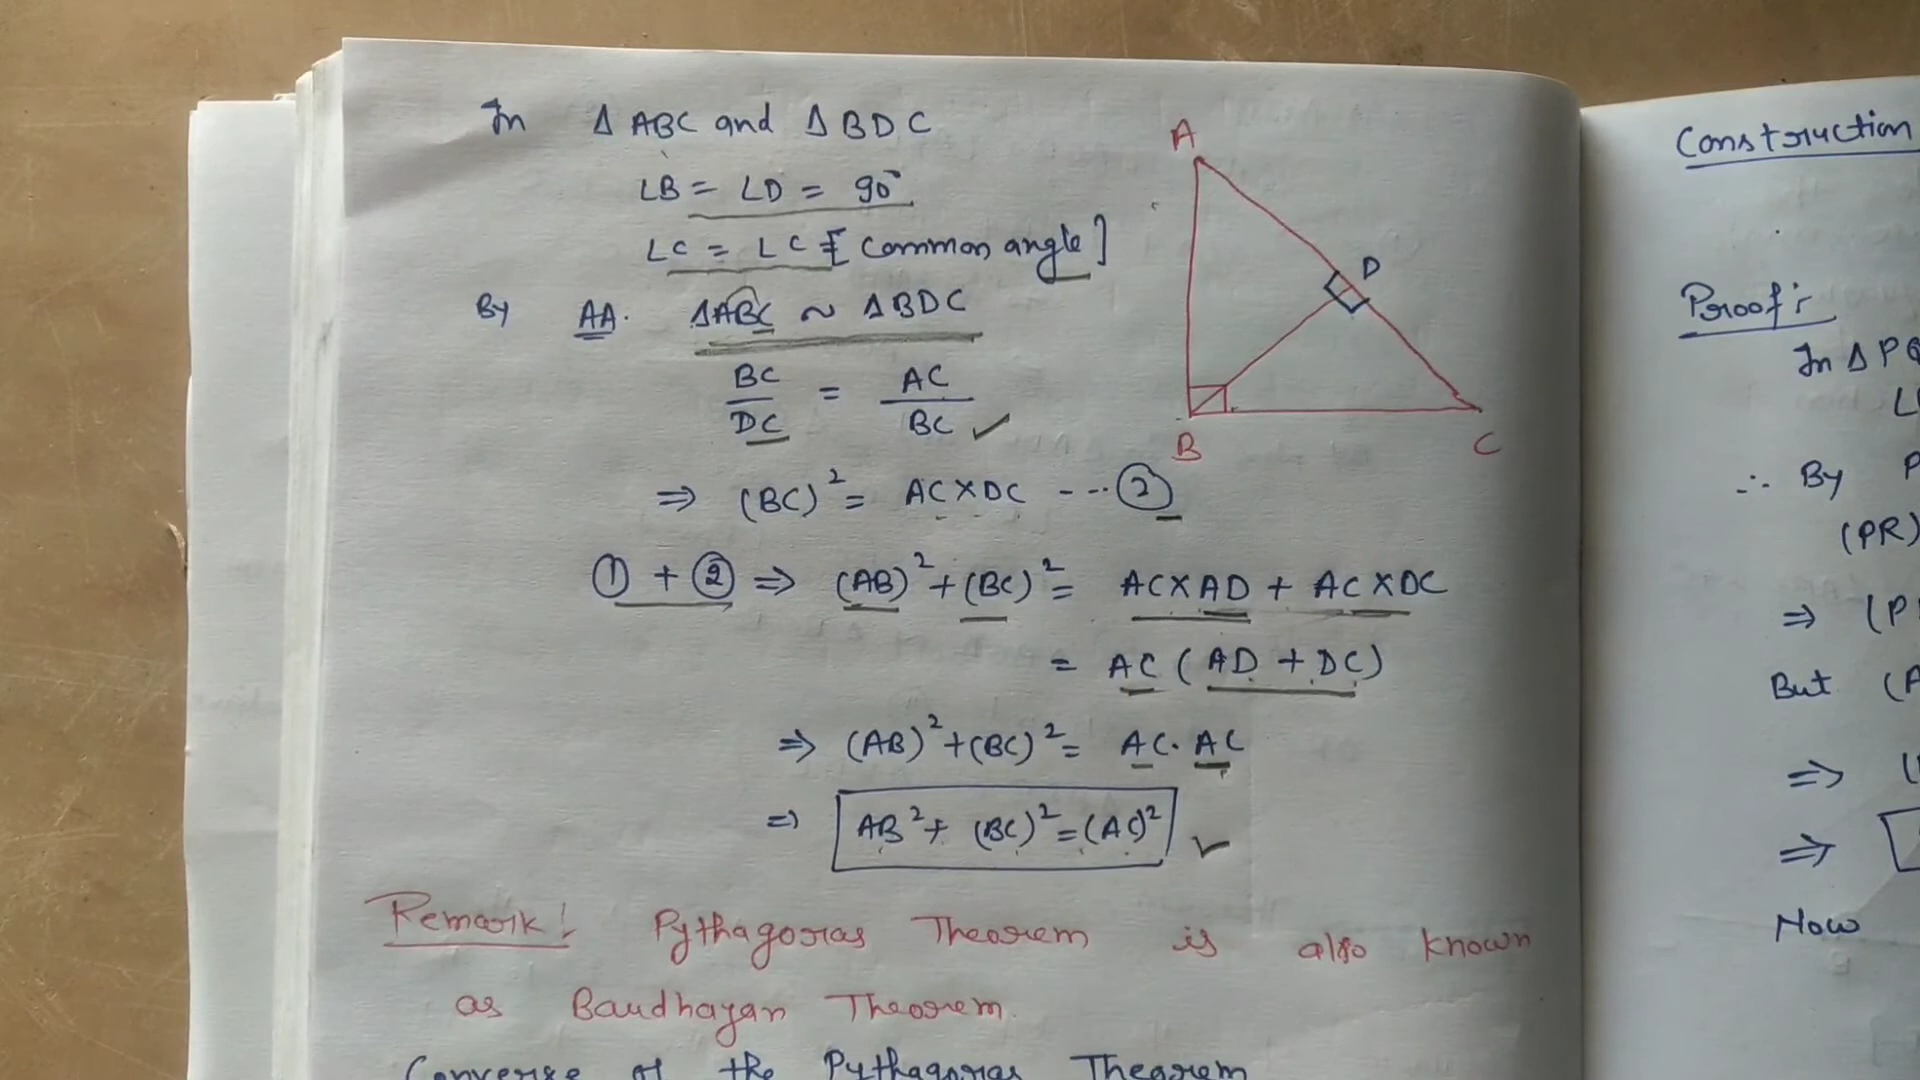 In Δ ABC and Δ BDC
∠B = ∠D = 90°
∠C = ∠C [Common angle]
By AA. ΔABC ~ ΔBDC
BC/DC = AC/BC ✓
⇒ (BC)² = AC×DC --- ②
① + ② ⇒ (AB)² + (BC)² = AC×AD + AC×DC
= AC (AD + DC)
⇒ (AB)² + (BC)² = AC. AC
⇒ AB² + (BC)² = (AC)² ✓
Remark! Pythagoras Theorem is also known
as Baudhayan Theorem.
Converse of the Pythagoras Theorem
A
D
B
C
Construction
Proof:
In Δ PQ
∴ By P
(PR)
⇒ (P
But (A
⇒ (
⇒
Now